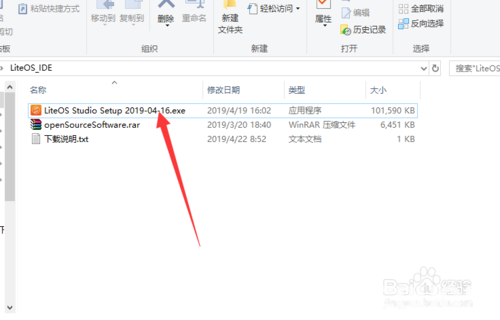 粘贴快捷方式
剪切
移动到 复制到 删除 重命名
新建
文件夹
轻松访问
属性
编辑
历史记录
全部取消
反向选择
贴板 组织 新建 打开 选择
LiteOS_IDE
搜索"LiteOS
名称 修改日期 类型 大小
LiteOS Studio Setup 2019-04-16.exe 2019/4/19 16:02 应用程序 101,590 KB
openSourceSoftware.rar 2019/3/20 18:40 WinRAR 压缩文件 6,451 KB
下载说明.txt 2019/4/22 8:52 文本文档 1 KB
Baidu 经验